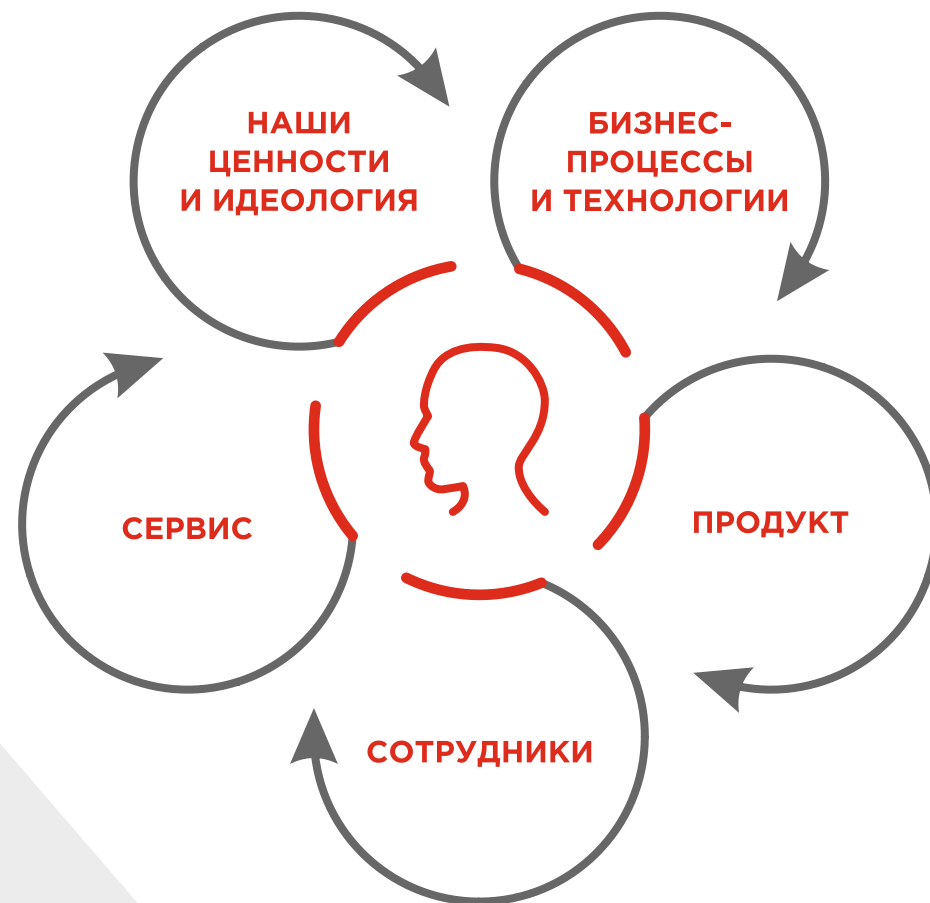 НАШИ
ЦЕННОСТИ
И ИДЕОЛОГИЯ
БИЗНЕС-
ПРОЦЕССЫ
И ТЕХНОЛОГИИ
ПРОДУКТ
СОТРУДНИКИ
СЕРВИС